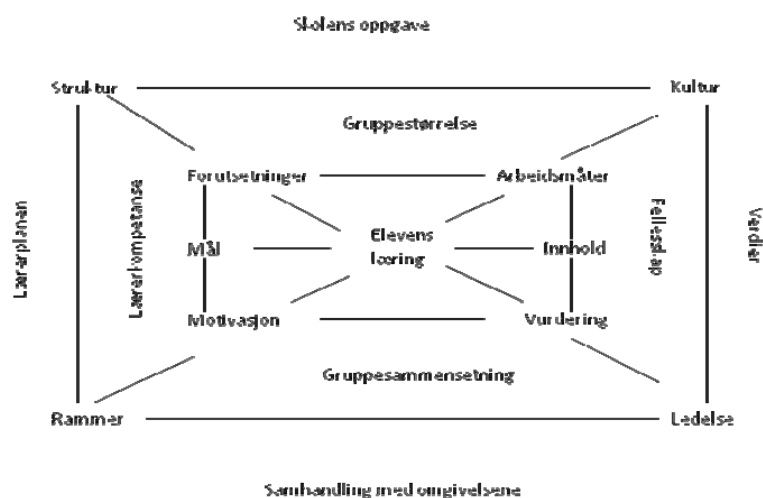 Skolens oppgave
Struktur
Kultur
Gruppestørrelse
Forutsetninger
Arbeidsmåter
Lærerplanen
Lærerkompetanse
Mål
Elevens
læring
Innhold
Fellesskap
Verdier
Motivasjon
Vurdering
Gruppesammensetning
Rammer
Ledelse
Samhandling med omgivelsene